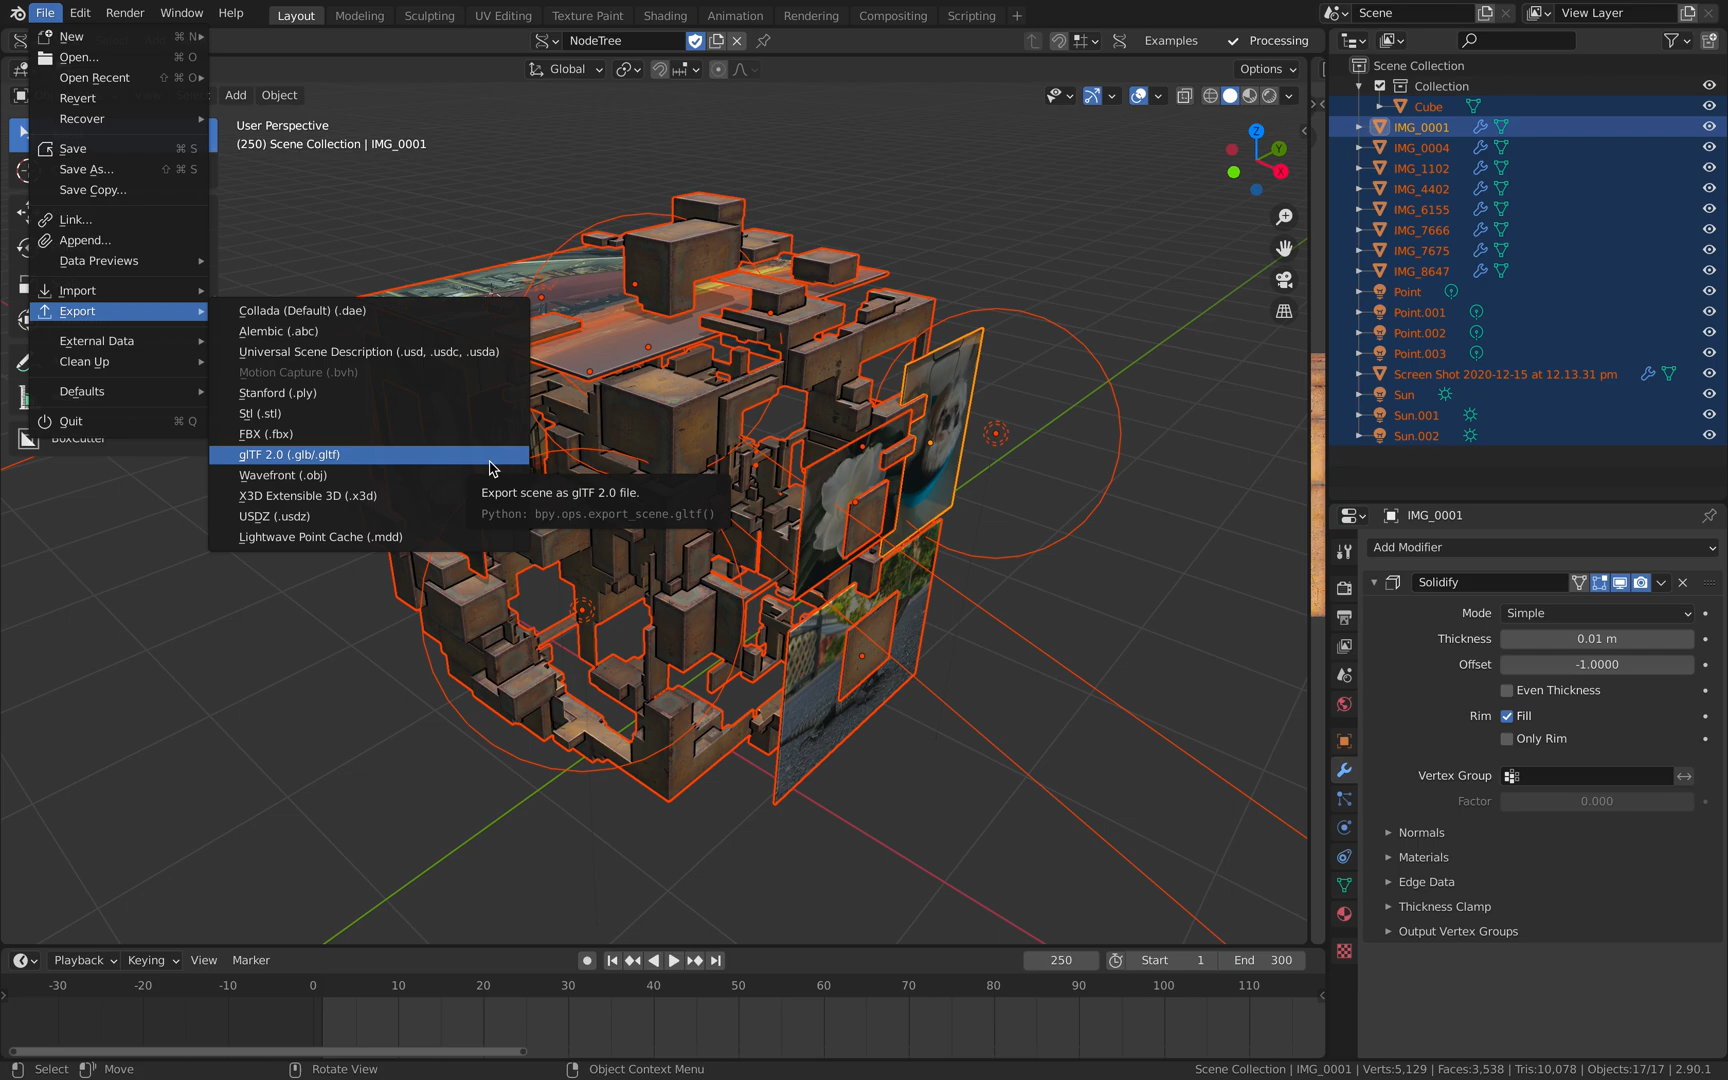 File Edit Render Window Help Layout Modeling Sculpting UV Editing Texture Paint Shading Animation Rendering Compositing Scripting + Scene View Layer
NodeTree Examples Processing
Global Options
Add Object
New ⌘ N
Open... ⌘ O
Open Recent ⇧ ⌘ O
Revert
Recover
Save ⌘ S
Save As... ⇧ ⌘ S
Save Copy...
Link...
Append...
Data Previews
Import
Export
External Data
Clean Up
Defaults
Quit ⌘ Q
BoxCutter
Collada (Default) (.dae)
Alembic (.abc)
Universal Scene Description (.usd, .usdc, .usda)
Motion Capture (.bvh)
Stanford (.ply)
Stl (.stl)
FBX (.fbx)
glTF 2.0 (.glb/.gltf)
Wavefront (.obj)
X3D Extensible 3D (.x3d)
USDZ (.usdz)
Lightwave Point Cache (.mdd)
Export scene as glTF 2.0 file.
Python: bpy.ops.export_scene.gltf()
User Perspective
(250) Scene Collection | IMG_0001
Z
Y
X
Scene Collection
Collection
Cube
IMG_0001
IMG_0004
IMG_1102
IMG_4402
IMG_6155
IMG_7666
IMG_7675
IMG_8647
Point
Point.001
Point.002
Point.003
Screen Shot 2020-12-15 at 12.13.31 pm
Sun
Sun.001
Sun.002
IMG_0001
Add Modifier
Solidify
Mode Simple
Thickness 0.01 m
Offset -1.0000
Even Thickness
Rim Fill
Only Rim
Vertex Group
Factor 0.000
Normals
Materials
Edge Data
Thickness Clamp
Output Vertex Groups
Playback Keying View Marker 250 Start 1 End 300
-30 -20 -10 0 10 20 30 40 50 60 70 80 90 100 110
Select Move Rotate View Object Context Menu Scene Collection | IMG_0001 | Verts:5,129 | Faces:3,538 | Tris:10,078 | Objects:17/17 | 2.90.1